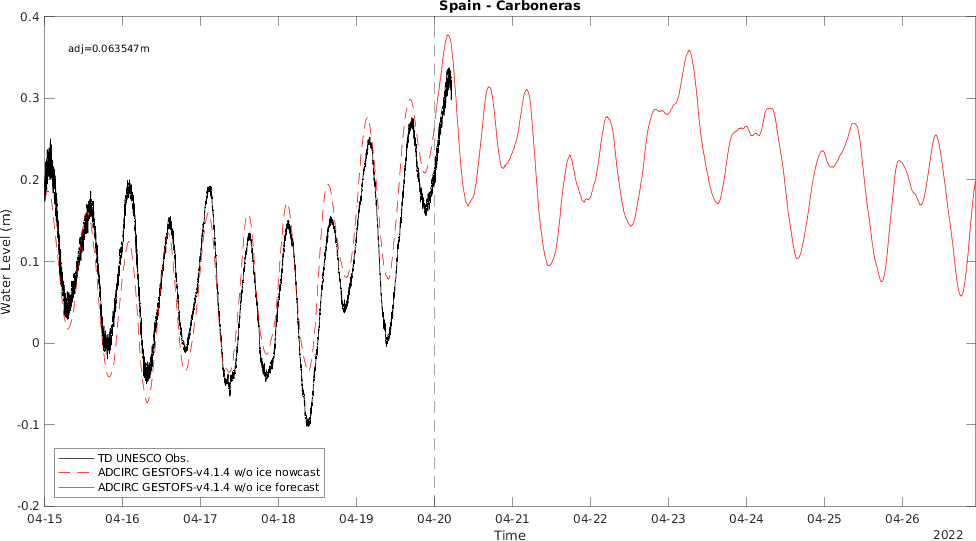 Spain - Carboneras
adj=0.063547m
0.4
0.3
0.2
0.1
0
-0.1
-0.2
Water Level (m)
TD UNESCO Obs.
ADCIRC GESTOFS-v4.1.4 w/o ice nowcast
ADCIRC GESTOFS-v4.1.4 w/o ice forecast
04-15 04-16 04-17 04-18 04-19 04-20 04-21 04-22 04-23 04-24 04-25 04-26
Time
2022